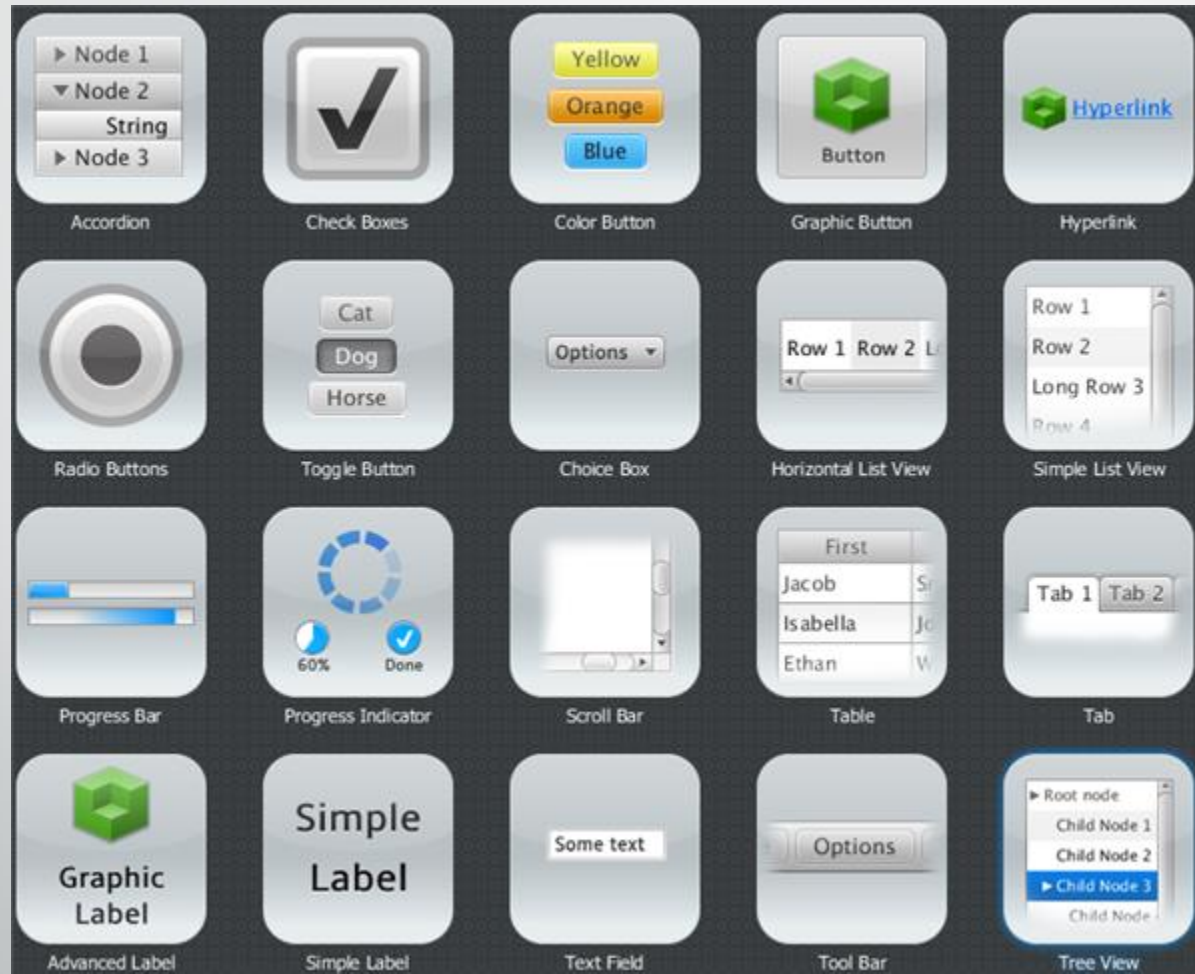 Node 1
Node 2
String
Node 3
Accordion
Check Boxes
Yellow
Orange
Blue
Color Button
Button
Graphic Button
Hyperlink
Hyperlink
Radio Buttons
Cat
Dog
Horse
Toggle Button
Options
Choice Box
Row 1 Row 2 L
Horizontal List View
Row 1
Row 2
Long Row 3
Row 4
Simple List View
Progress Bar
60% Done
Progress Indicator
Scroll Bar
First
Jacob
Isabella
Ethan
Table
Tab 1 Tab 2
Tab
Graphic
Label
Advanced Label
Simple
Label
Simple Label
Some text
Text Field
Options
Tool Bar
Root node
Child Node 1
Child Node 2
Child Node 3
Child Node
Tree View